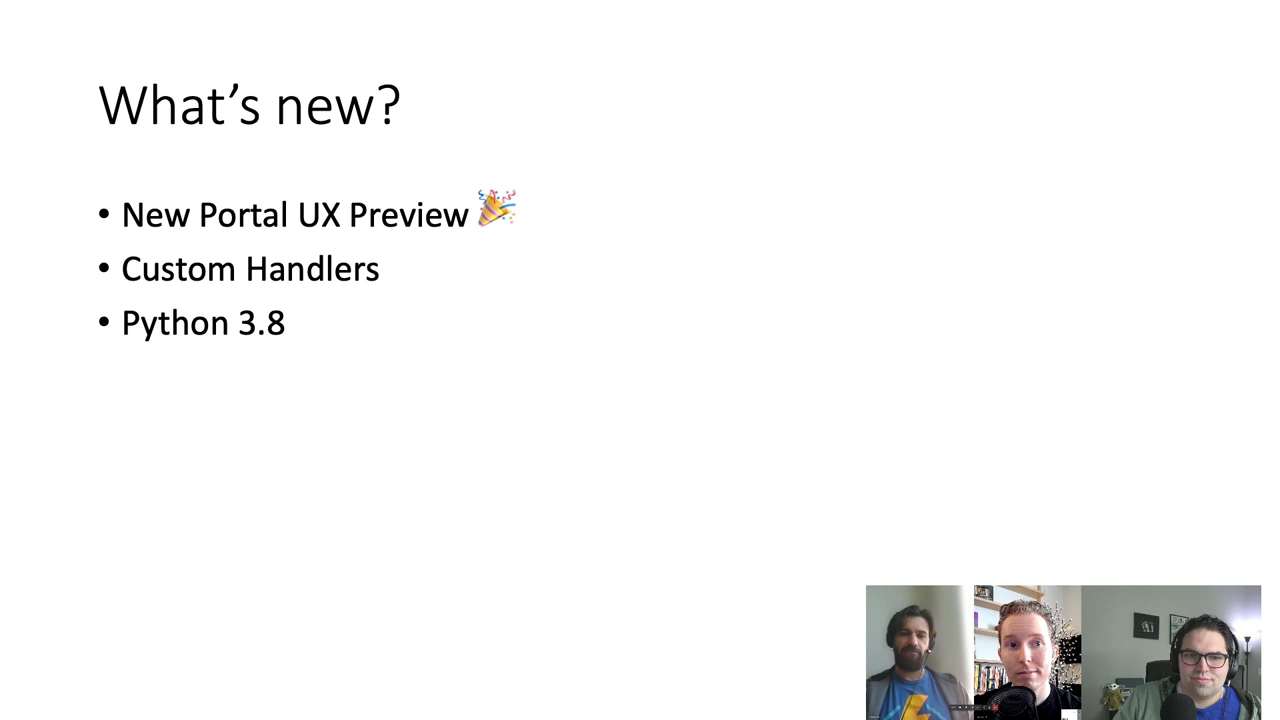 What’s new?
• New Portal UX Preview 🎉
• Custom Handlers
• Python 3.8